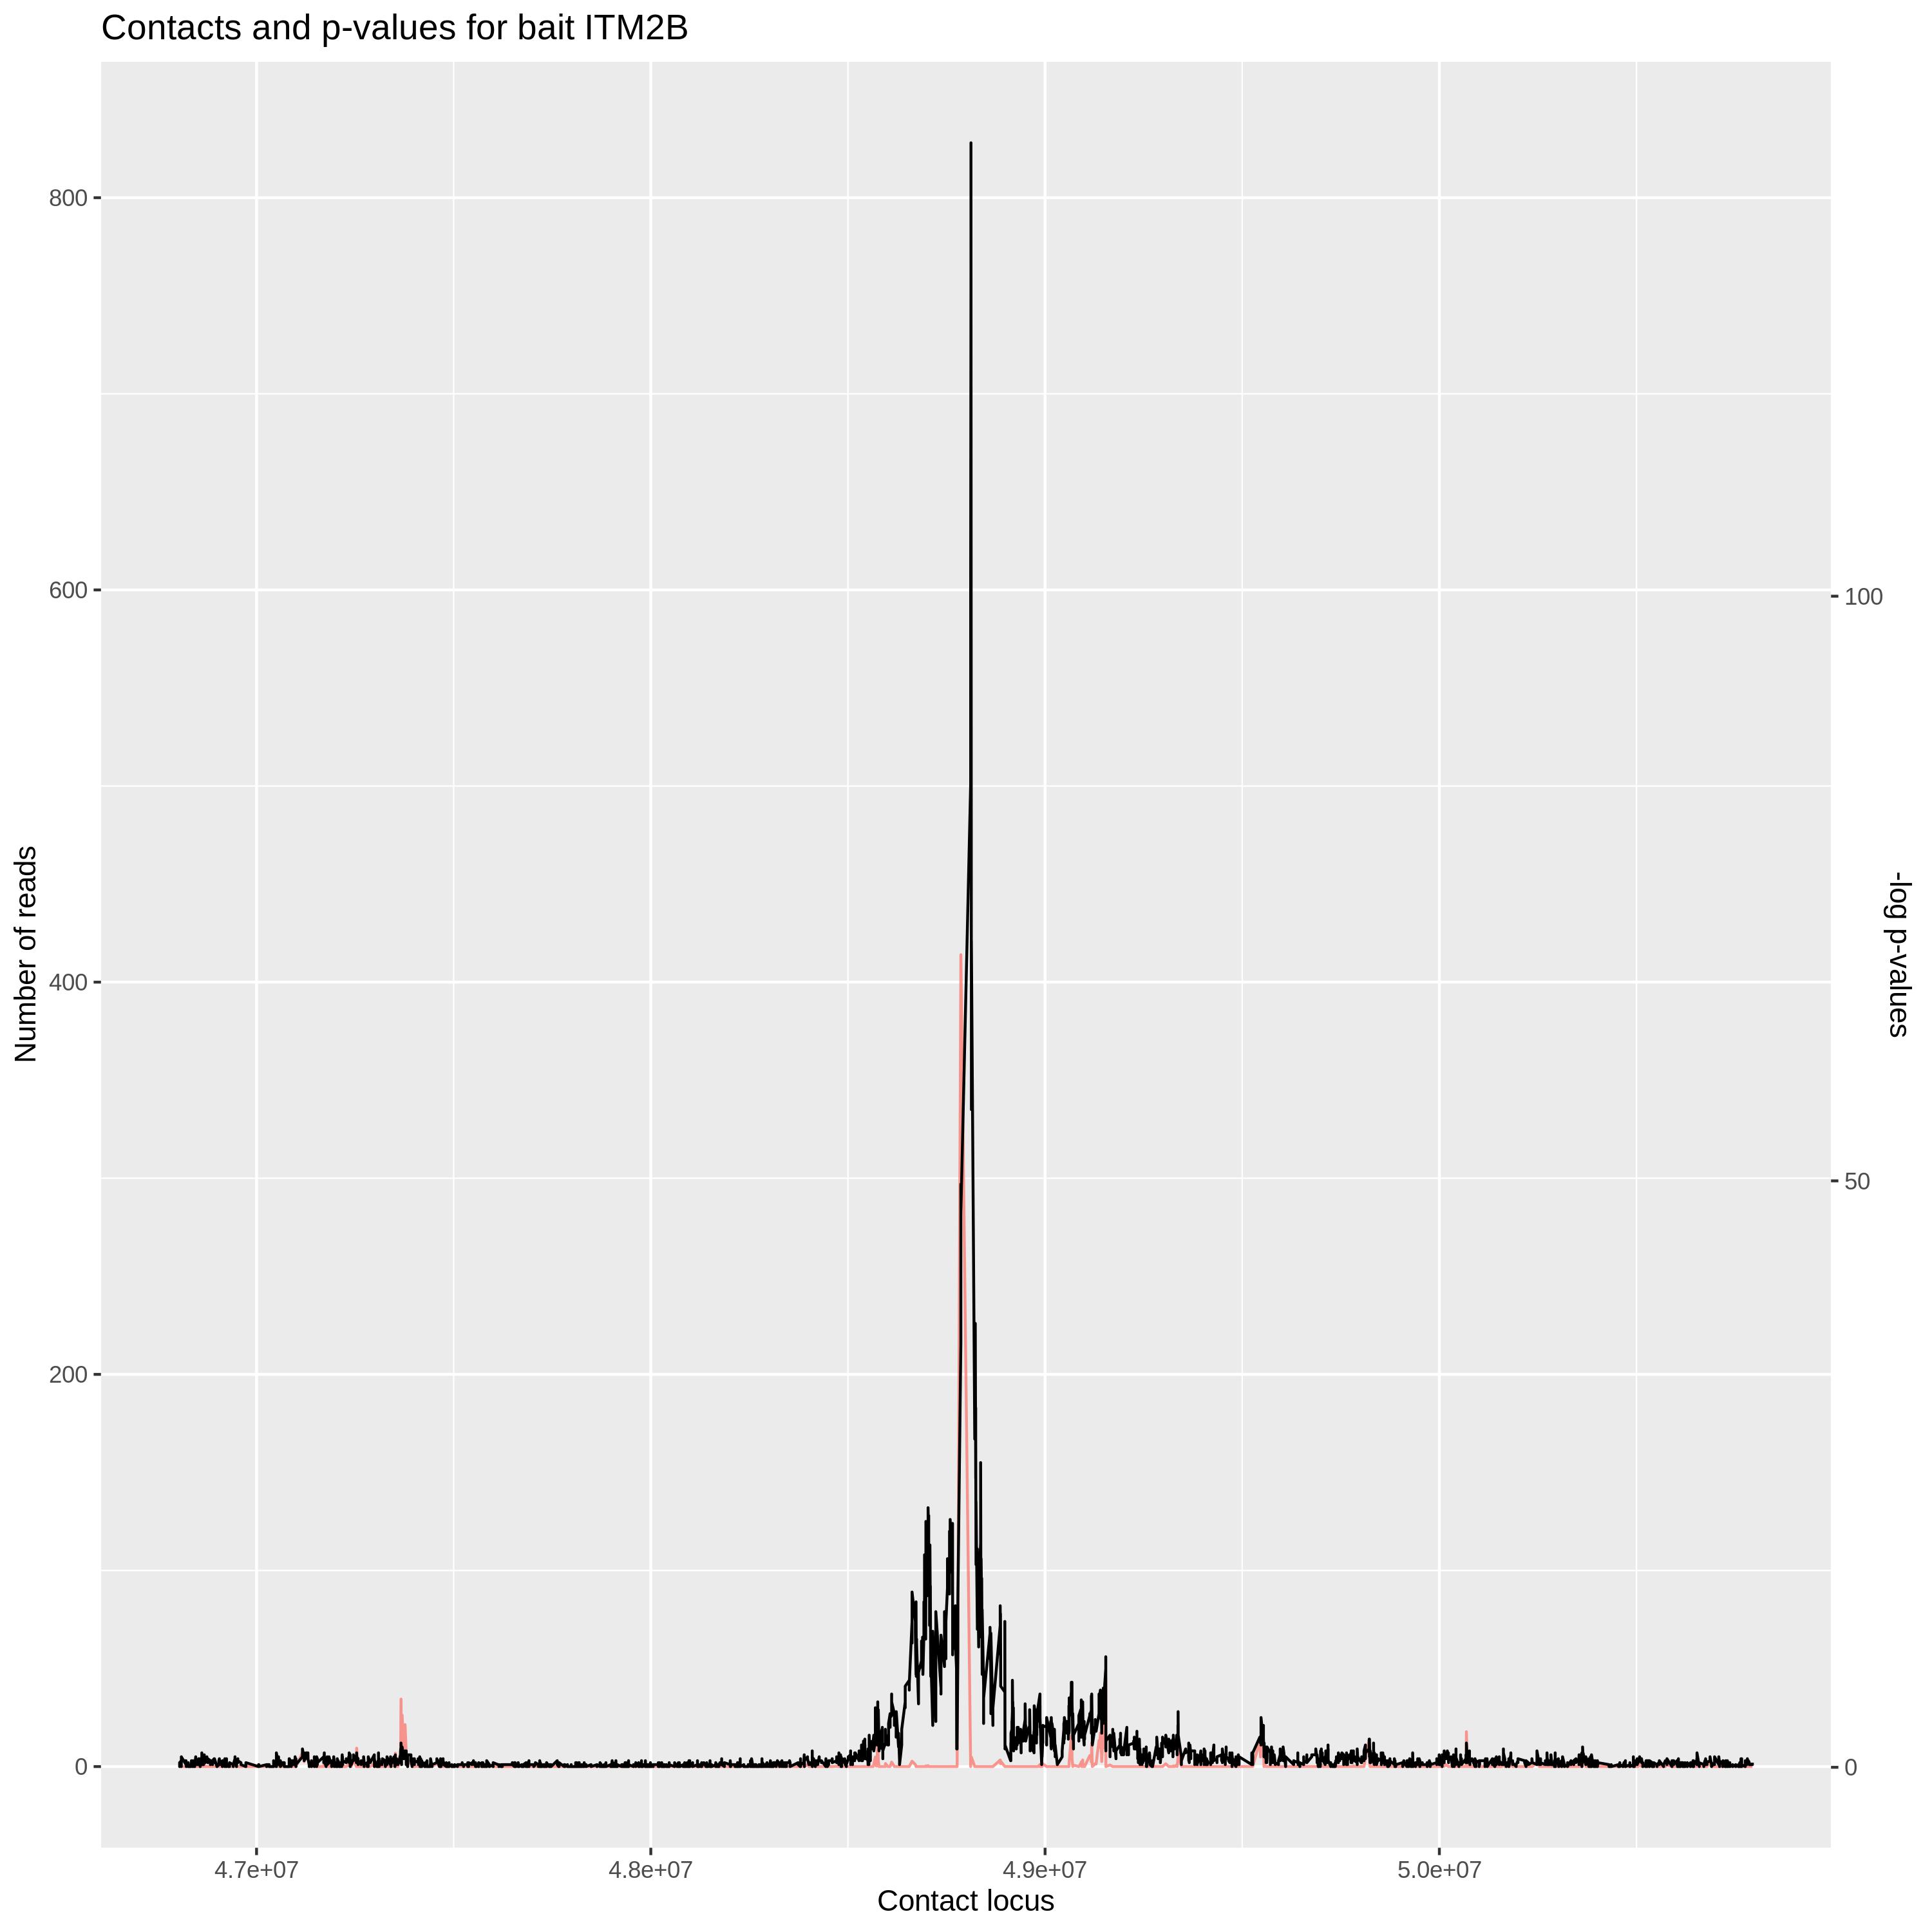 Contacts and p-values for bait ITM2B
800
600
400
200
0
Number of reads
100
50
0
-log p-values
4.7e+07
4.8e+07
4.9e+07
5.0e+07
Contact locus